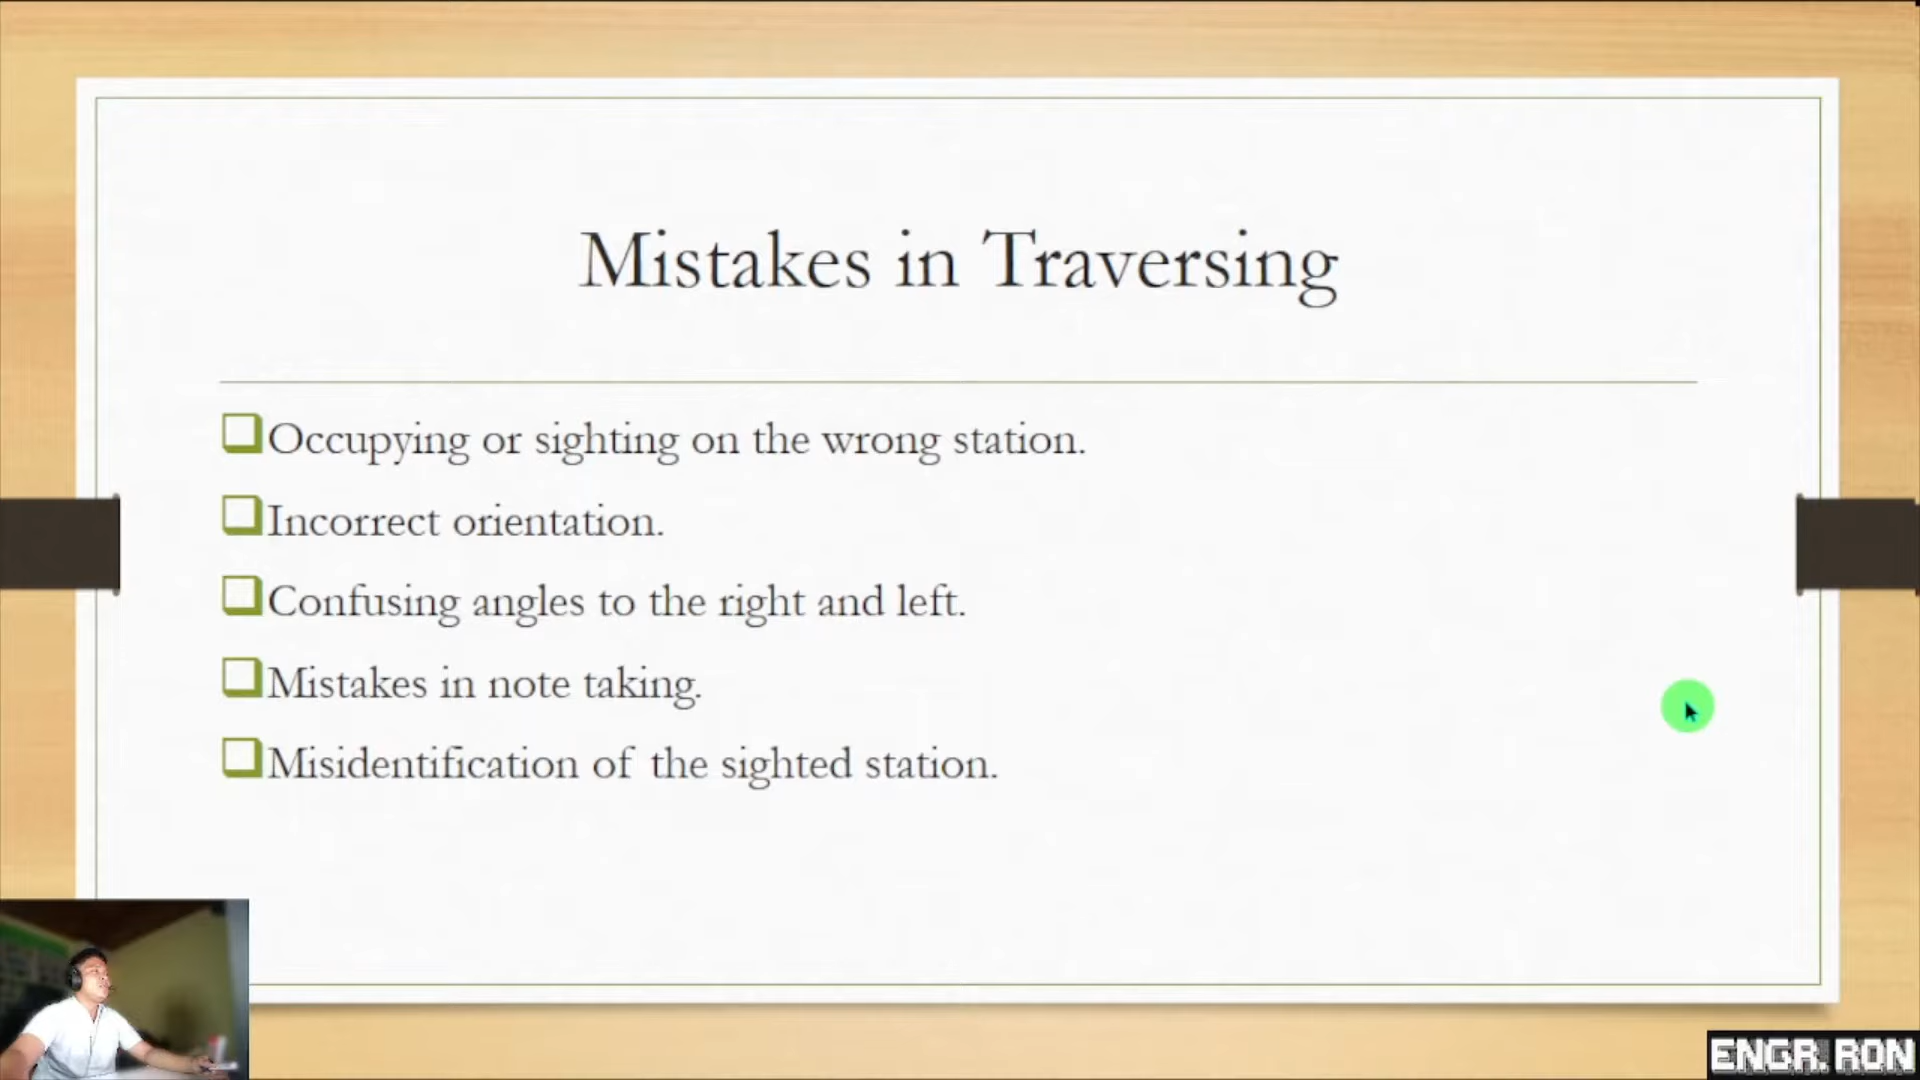 Mistakes in Traversing
Occupying or sighting on the wrong station.
Incorrect orientation.
Confusing angles to the right and left.
Mistakes in note taking.
Misidentification of the sighted station.
ENGR. RON